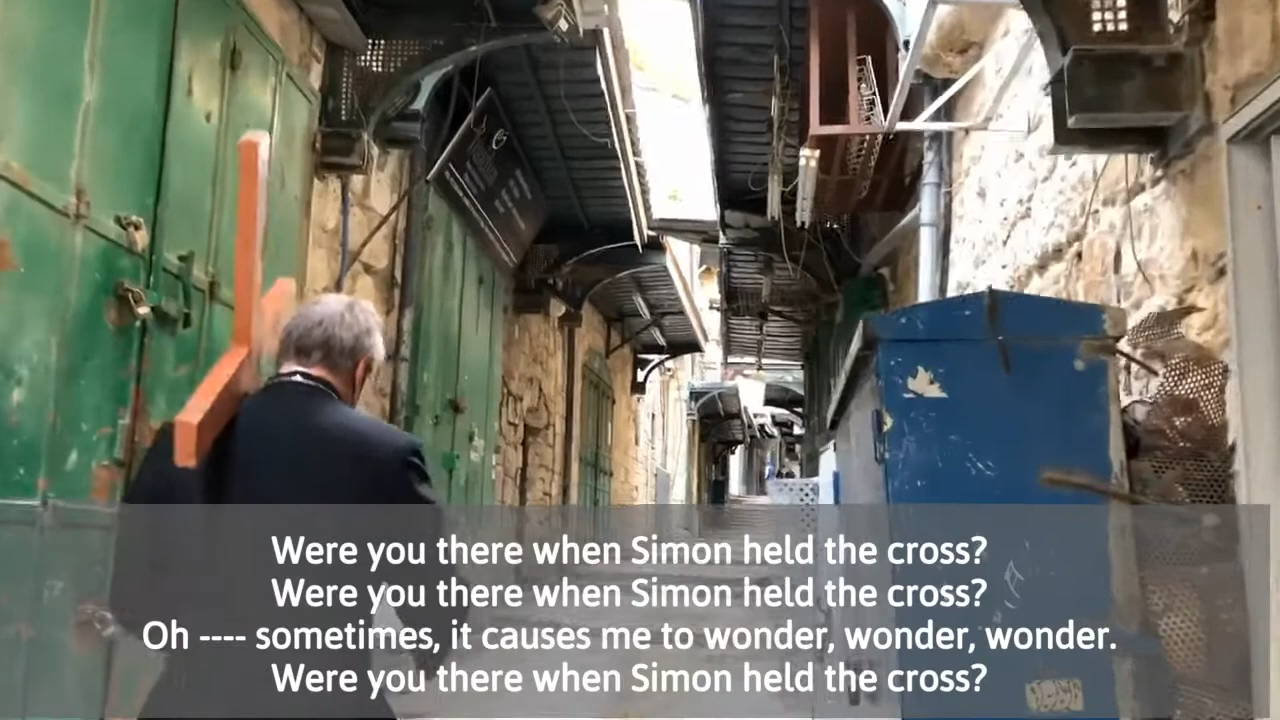 Were you there when Simon held the cross?
Were you there when Simon held the cross?
Oh ---- sometimes, it causes me to wonder, wonder, wonder.
Were you there when Simon held the cross?